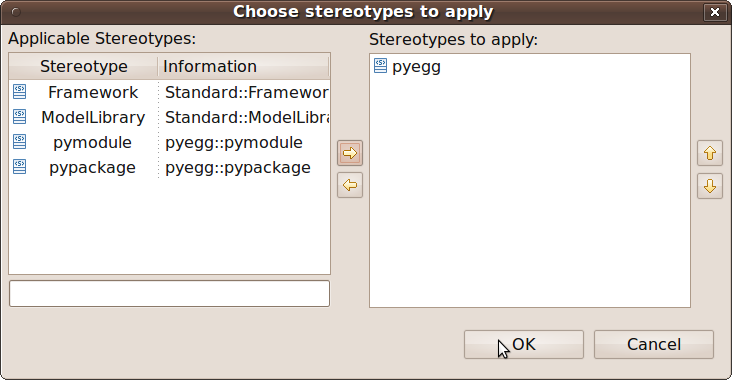 Choose stereotypes to apply
Applicable Stereotypes:
Stereotype Information
Framework Standard::Framewor
ModelLibrary Standard::ModelLibra
pymodule pyegg::pymodule
pypackage pyegg::pypackage
Stereotypes to apply:
pyegg
OK Cancel